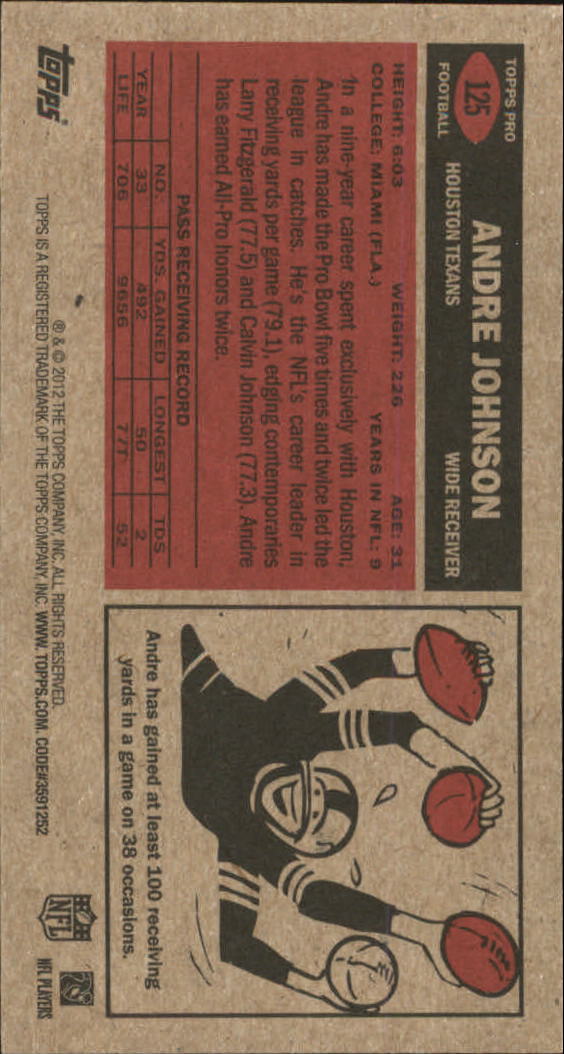 TOPPS PRO
125
FOOTBALL
ANDRE JOHNSON
HOUSTON TEXANS WIDE RECEIVER
HEIGHT: 6:03 WEIGHT: 226 AGE: 31
COLLEGE: MIAMI (FLA.) YEARS IN NFL: 9
In a nine-year career spent exclusively with Houston,
Andre has made the Pro Bowl five times and twice led the
league in catches. He's the NFL's career leader in
receiving yards per game (79.1), edging contemporaries
Larry Fitzgerald (77.5) and Calvin Johnson (77.3). Andre
has earned All-Pro honors twice.
PASS RECEIVING RECORD
NO. YDS. GAINED LONGEST TDS
YEAR 33 492 50 2
LIFE 706 9656 77T 52
Andre has gained at least 100 receiving
yards in a game on 38 occasions.
topps®
® & © 2012 THE TOPPS COMPANY, INC. ALL RIGHTS RESERVED.
TOPPS IS A REGISTERED TRADEMARK OF THE TOPPS COMPANY, INC. WWW.TOPPS.COM. CODE#3591252
NFL
NFL PLAYERS